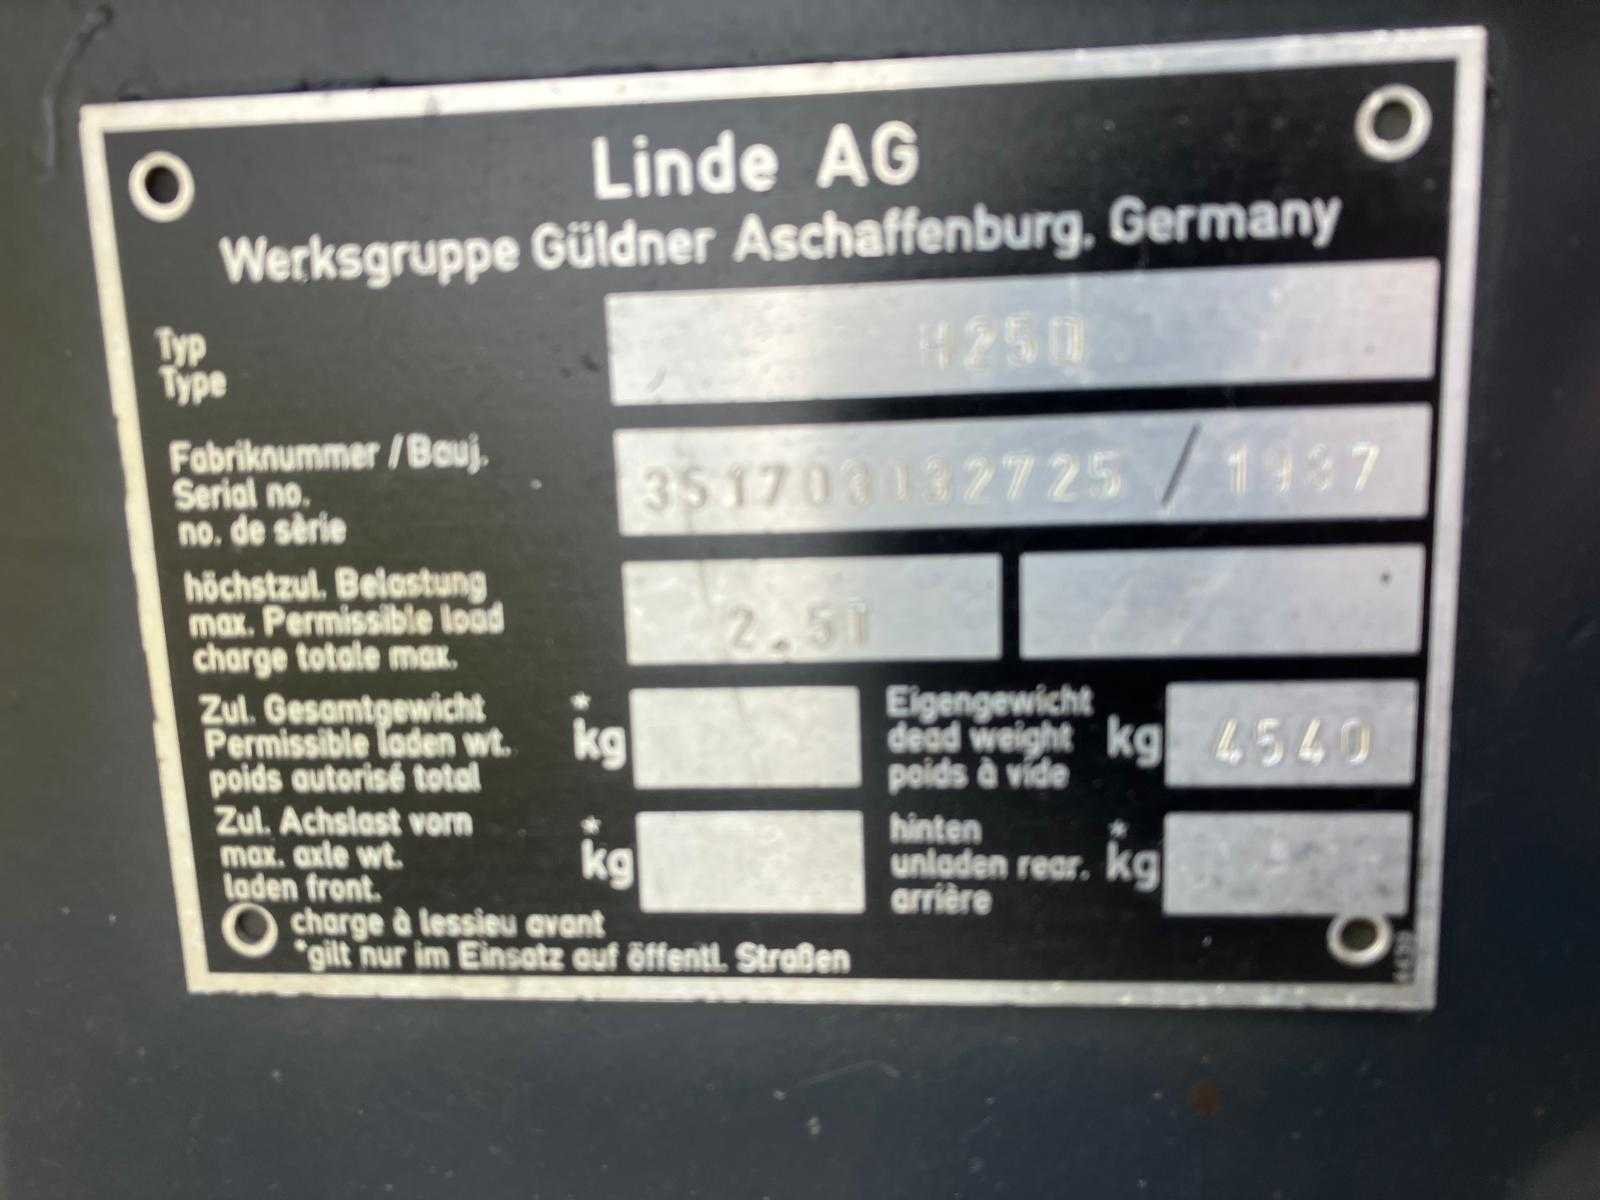 Linde AG
Werksgruppe Güldner Aschaffenburg, Germany
Typ
Type
H25D
Fabriknummer / Bauj.
Serial no.
no. de sèrie
351703032725 / 1987
höchstzul. Belastung
max. Permissible load
charge totale max.
2.5T
Zul. Gesamtgewicht
Permissible laden wt.
poids autorisé total
* kg
Eigengewicht
dead weight
poids à vide
kg
4540
Zul. Achslast vorn
max. axle wt.
laden front.
charge à lessieu avant
* kg
hinten
unladen rear.
arrière
* kg
*gilt nur im Einsatz auf öffentl. Straßen